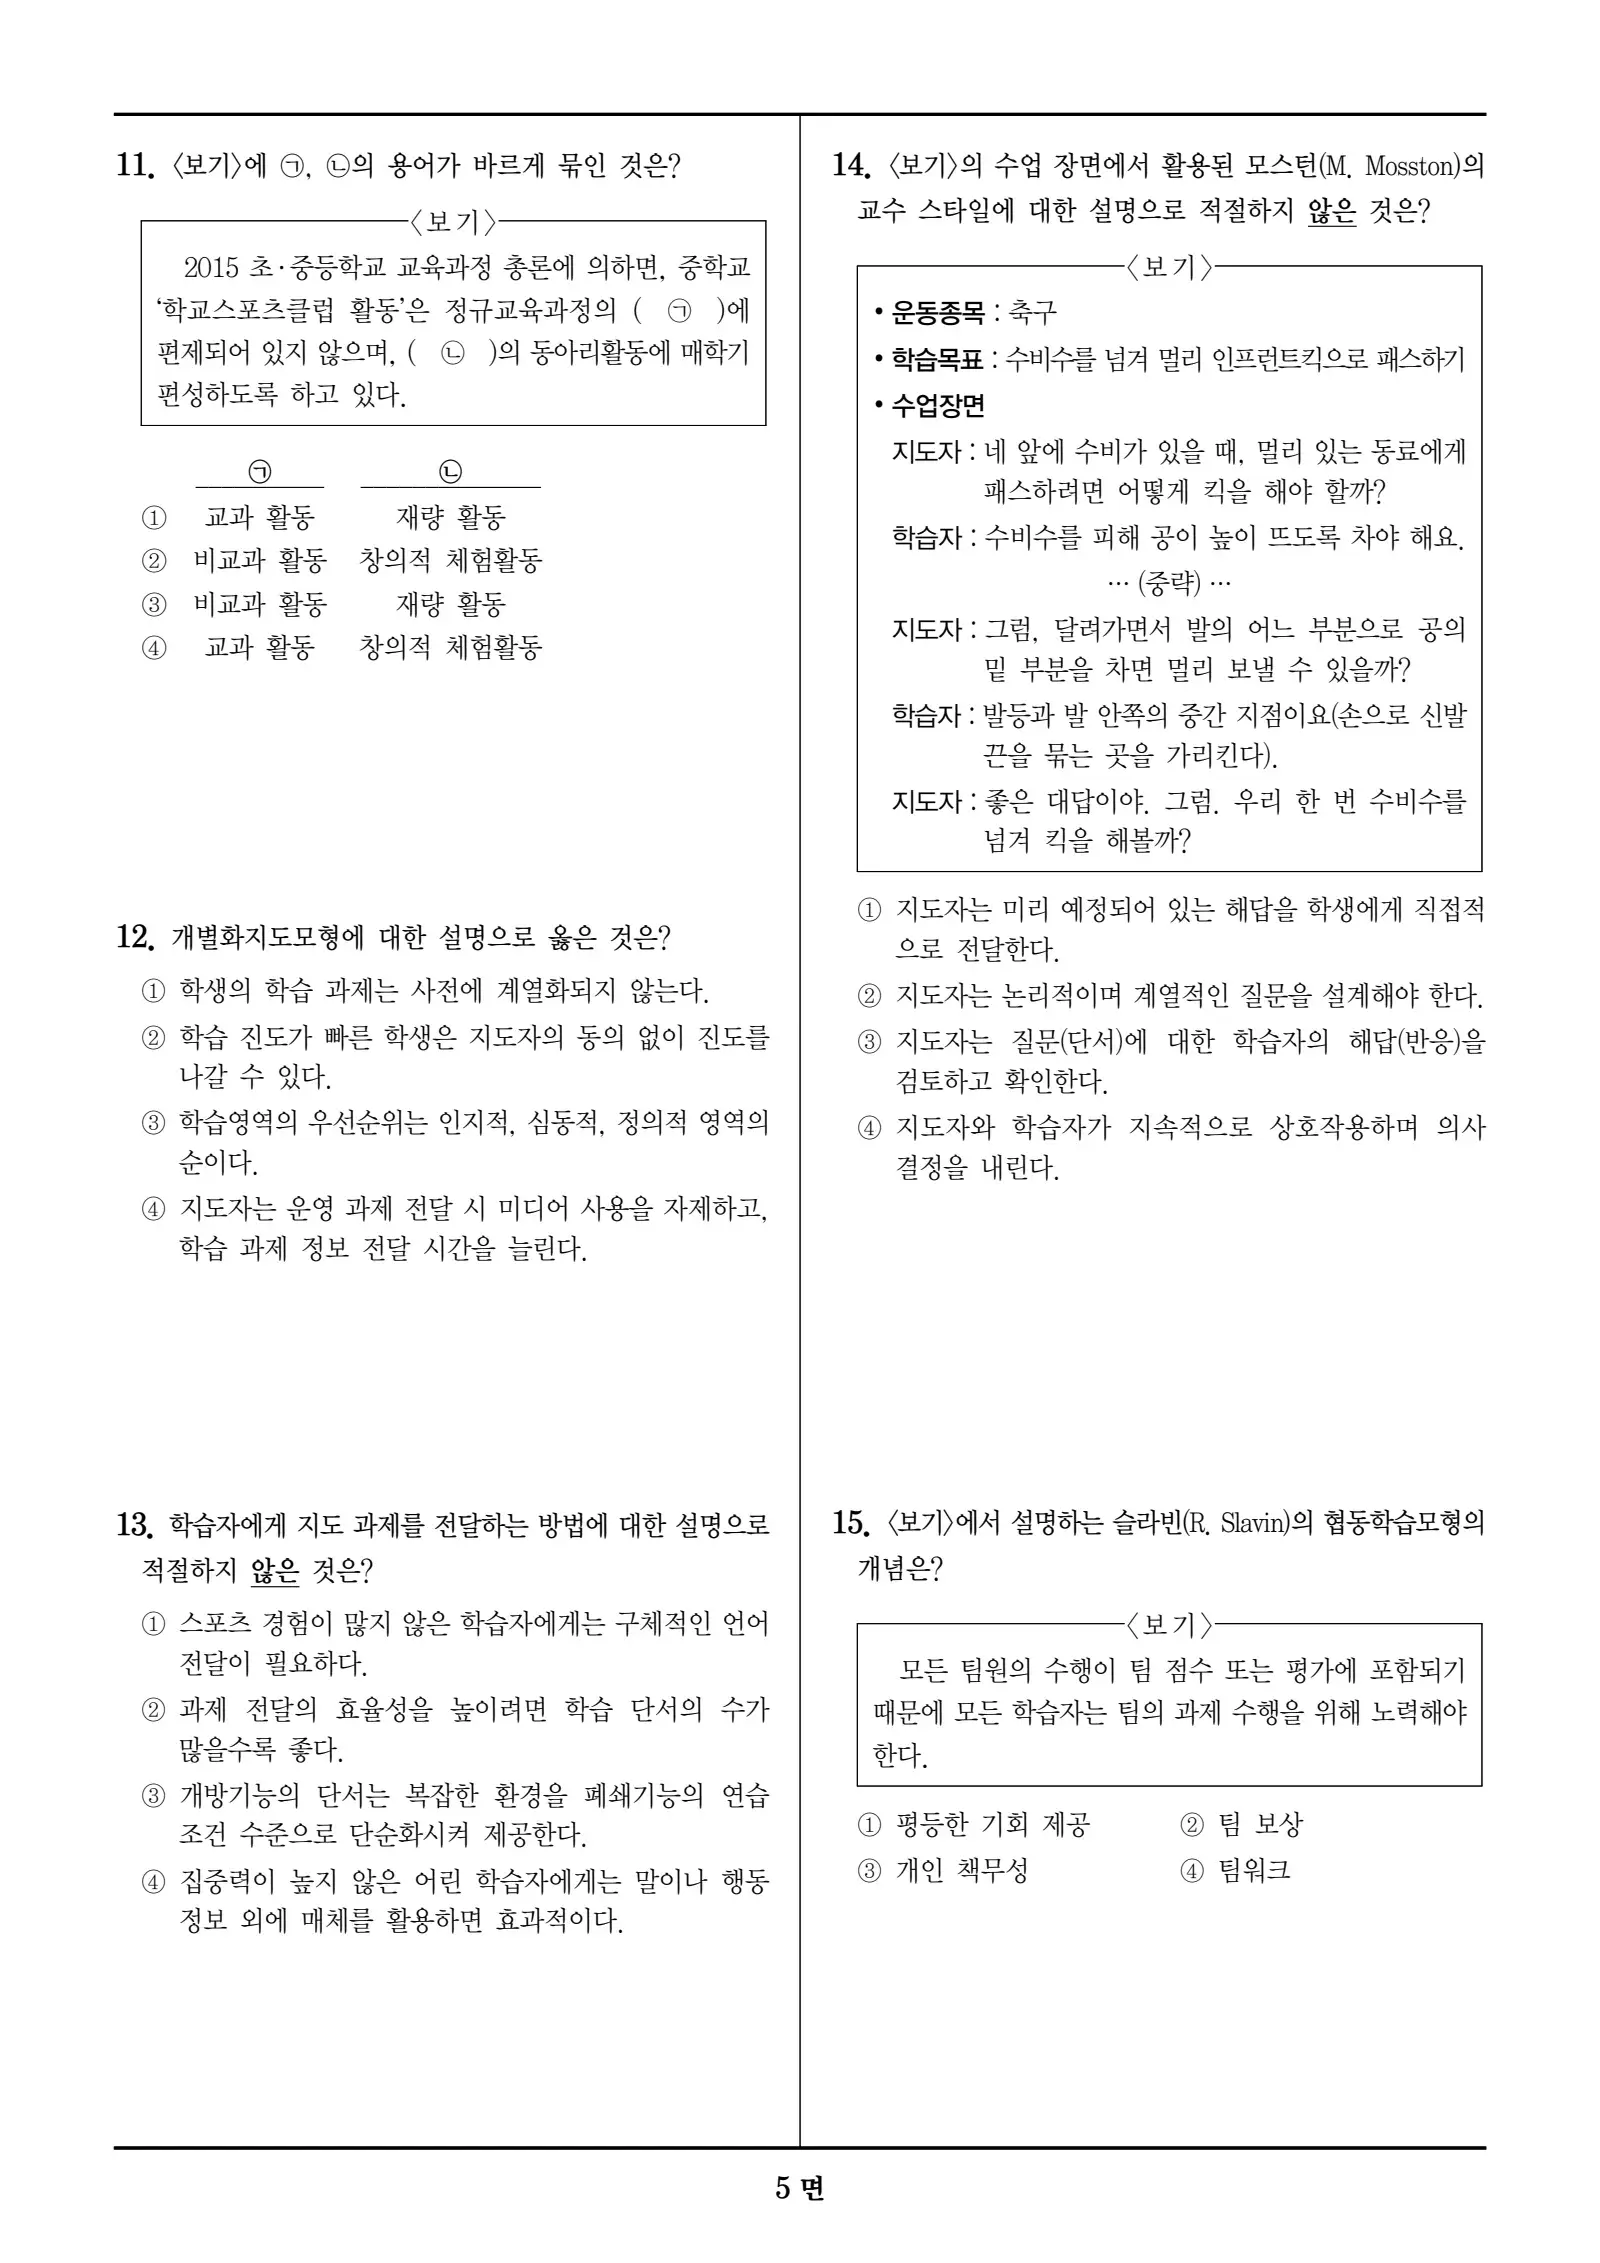 11. 〈보기〉에 ㉠, ㉡의 용어가 바르게 묶인 것은?
〈보기〉
2015 초·중등학교 교육과정 총론에 의하면, 중학교
‘학교스포츠클럽 활동’은 정규교육과정의 ( ㉠ )에
편제되어 있지 않으며, ( ㉡ )의 동아리활동에 매학기
편성하도록 하고 있다.
㉠ ㉡
① 교과 활동 재량 활동
② 비교과 활동 창의적 체험활동
③ 비교과 활동 재량 활동
④ 교과 활동 창의적 체험활동
12. 개별화지도모형에 대한 설명으로 옳은 것은?
① 학생의 학습 과제는 사전에 계열화되지 않는다.
② 학습 진도가 빠른 학생은 지도자의 동의 없이 진도를
나갈 수 있다.
③ 학습영역의 우선순위는 인지적, 심동적, 정의적 영역의
순이다.
④ 지도자는 운영 과제 전달 시 미디어 사용을 자제하고,
학습 과제 정보 전달 시간을 늘린다.
13. 학습자에게 지도 과제를 전달하는 방법에 대한 설명으로
적절하지 않은 것은?
① 스포츠 경험이 많지 않은 학습자에게는 구체적인 언어
전달이 필요하다.
② 과제 전달의 효율성을 높이려면 학습 단서의 수가
많을수록 좋다.
③ 개방기능의 단서는 복잡한 환경을 폐쇄기능의 연습
조건 수준으로 단순화시켜 제공한다.
④ 집중력이 높지 않은 어린 학습자에게는 말이나 행동
정보 외에 매체를 활용하면 효과적이다.
14. 〈보기〉의 수업 장면에서 활용된 모스턴(M. Mosston)의
교수 스타일에 대한 설명으로 적절하지 않은 것은?
〈보기〉
• 운동종목 : 축구
• 학습목표 : 수비수를 넘겨 멀리 인프런트킥으로 패스하기
• 수업장면
지도자 : 네 앞에 수비가 있을 때, 멀리 있는 동료에게
패스하려면 어떻게 킥을 해야 할까?
학습자 : 수비수를 피해 공이 높이 뜨도록 차야 해요.
… (중략) …
지도자 : 그럼, 달려가면서 발의 어느 부분으로 공의
밑 부분을 차면 멀리 보낼 수 있을까?
학습자 : 발등과 발 안쪽의 중간 지점이요(손으로 신발
끈을 묶는 곳을 가리킨다).
지도자 : 좋은 대답이야. 그럼. 우리 한 번 수비수를
넘겨 킥을 해볼까?
① 지도자는 미리 예정되어 있는 해답을 학생에게 직접적
으로 전달한다.
② 지도자는 논리적이며 계열적인 질문을 설계해야 한다.
③ 지도자는 질문(단서)에 대한 학습자의 해답(반응)을
검토하고 확인한다.
④ 지도자와 학습자가 지속적으로 상호작용하며 의사
결정을 내린다.
15. 〈보기〉에서 설명하는 슬라빈(R. Slavin)의 협동학습모형의
개념은?
〈보기〉
모든 팀원의 수행이 팀 점수 또는 평가에 포함되기
때문에 모든 학습자는 팀의 과제 수행을 위해 노력해야
한다.
① 평등한 기회 제공 ② 팀 보상
③ 개인 책무성 ④ 팀워크
5 면